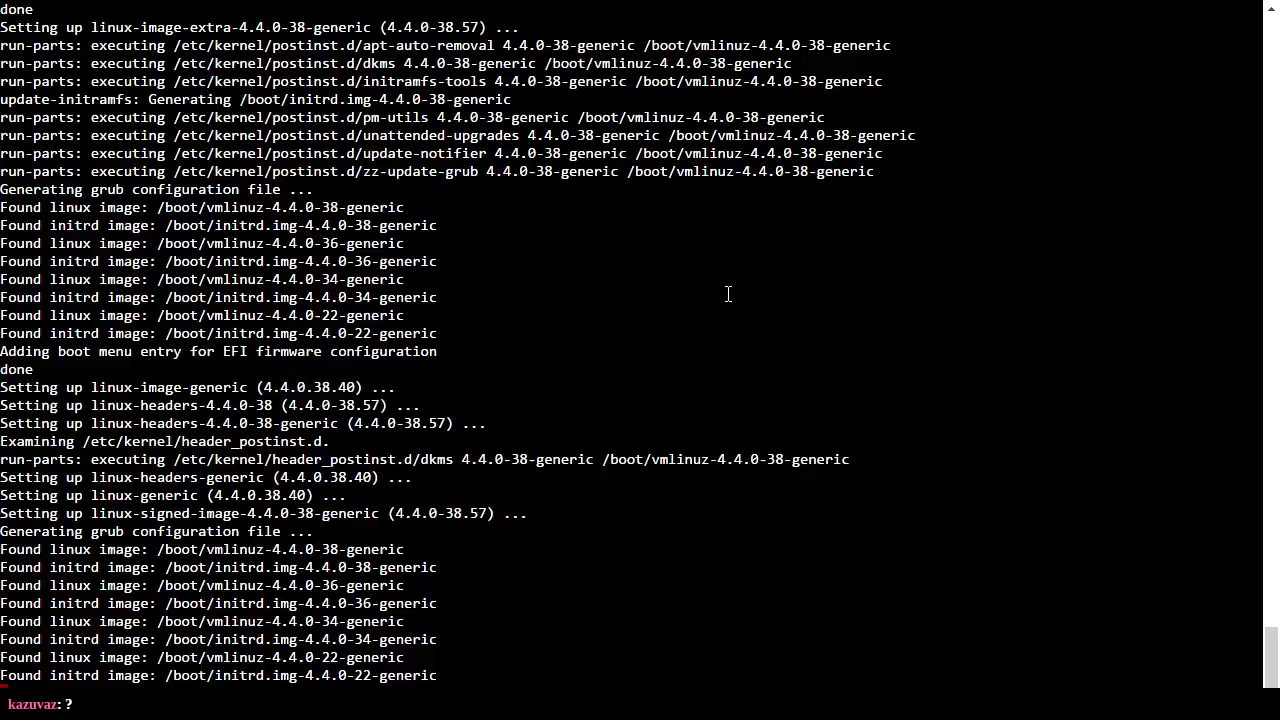 done
Setting up linux-image-extra-4.4.0-38-generic (4.4.0-38.57) ...
run-parts: executing /etc/kernel/postinst.d/apt-auto-removal 4.4.0-38-generic /boot/vmlinuz-4.4.0-38-generic
run-parts: executing /etc/kernel/postinst.d/dkms 4.4.0-38-generic /boot/vmlinuz-4.4.0-38-generic
run-parts: executing /etc/kernel/postinst.d/initramfs-tools 4.4.0-38-generic /boot/vmlinuz-4.4.0-38-generic
update-initramfs: Generating /boot/initrd.img-4.4.0-38-generic
run-parts: executing /etc/kernel/postinst.d/pm-utils 4.4.0-38-generic /boot/vmlinuz-4.4.0-38-generic
run-parts: executing /etc/kernel/postinst.d/unattended-upgrades 4.4.0-38-generic /boot/vmlinuz-4.4.0-38-generic
run-parts: executing /etc/kernel/postinst.d/update-notifier 4.4.0-38-generic /boot/vmlinuz-4.4.0-38-generic
run-parts: executing /etc/kernel/postinst.d/zz-update-grub 4.4.0-38-generic /boot/vmlinuz-4.4.0-38-generic
Generating grub configuration file ...
Found linux image: /boot/vmlinuz-4.4.0-38-generic
Found initrd image: /boot/initrd.img-4.4.0-38-generic
Found linux image: /boot/vmlinuz-4.4.0-36-generic
Found initrd image: /boot/initrd.img-4.4.0-36-generic
Found linux image: /boot/vmlinuz-4.4.0-34-generic
Found initrd image: /boot/initrd.img-4.4.0-34-generic
Found linux image: /boot/vmlinuz-4.4.0-22-generic
Found initrd image: /boot/initrd.img-4.4.0-22-generic
Adding boot menu entry for EFI firmware configuration
done
Setting up linux-image-generic (4.4.0.38.40) ...
Setting up linux-headers-4.4.0-38 (4.4.0-38.57) ...
Setting up linux-headers-4.4.0-38-generic (4.4.0-38.57) ...
Examining /etc/kernel/header_postinst.d.
run-parts: executing /etc/kernel/header_postinst.d/dkms 4.4.0-38-generic /boot/vmlinuz-4.4.0-38-generic
Setting up linux-headers-generic (4.4.0.38.40) ...
Setting up linux-generic (4.4.0.38.40) ...
Setting up linux-signed-image-4.4.0-38-generic (4.4.0-38.57) ...
Generating grub configuration file ...
Found linux image: /boot/vmlinuz-4.4.0-38-generic
Found initrd image: /boot/initrd.img-4.4.0-38-generic
Found linux image: /boot/vmlinuz-4.4.0-36-generic
Found initrd image: /boot/initrd.img-4.4.0-36-generic
Found linux image: /boot/vmlinuz-4.4.0-34-generic
Found initrd image: /boot/initrd.img-4.4.0-34-generic
Found linux image: /boot/vmlinuz-4.4.0-22-generic
Found initrd image: /boot/initrd.img-4.4.0-22-generic
kazuvaz: ?